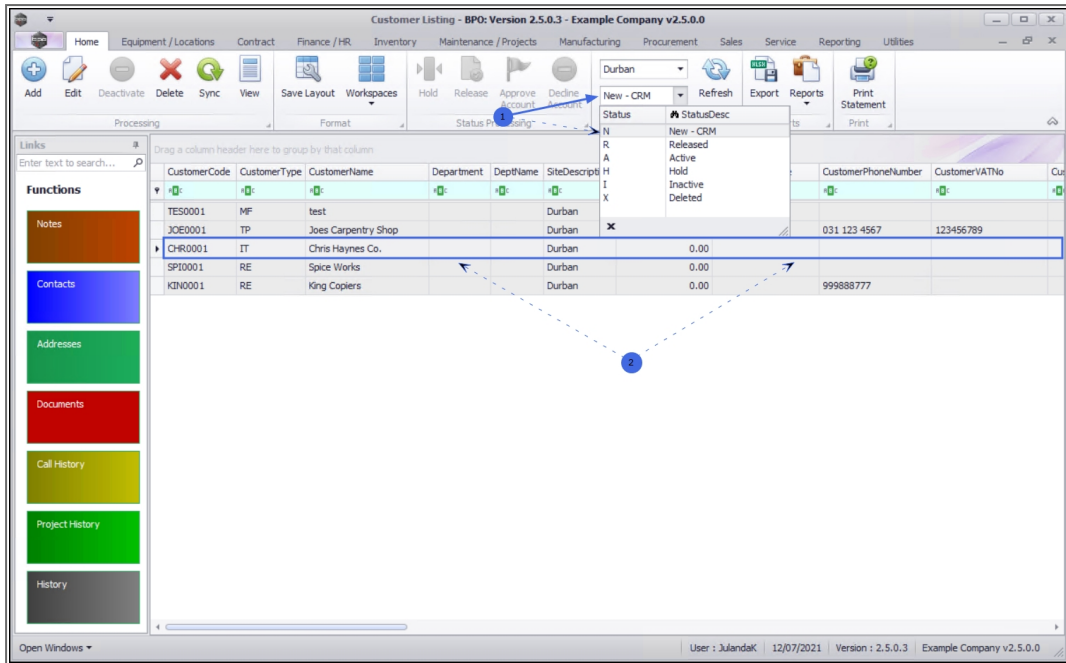 Customer Listing - BPO: Version 2.5.0.3 - Example Company v2.5.0.0
Home Equipment / Locations Contract Finance / HR Inventory Maintenance / Projects Manufacturing Procurement Sales Service Reporting Utilities
Add Edit Deactivate Delete Sync View Save Layout Workspaces Hold Release Approve Account Decline Account Durban New - CRM Refresh Export Reports Print Statement
Processing Format Status Processing Print
1
Status StatusDesc
N New - CRM
R Released
A Active
H Hold
I Inactive
X Deleted
Links
Enter text to search...
Functions
Notes
Contacts
Addresses
Documents
Call History
Project History
History
Drag a column header here to group by that column
CustomerCode CustomerType CustomerName Department DeptName SiteDescripti CustomerPhoneNumber CustomerVATNo Cus
TES0001 MF test Durban
JOE0001 TP Joes Carpentry Shop Durban 031 123 4567 123456789
CHR0001 IT Chris Haynes Co. Durban 0.00
SPI0001 RE Spice Works Durban 0.00
KIN0001 RE King Copiers Durban 0.00 999888777
2
Open Windows User : JulandaK 12/07/2021 Version : 2.5.0.3 Example Company v2.5.0.0